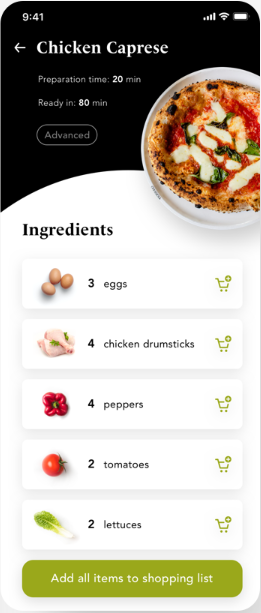 9:41
Chicken Caprese
Preparation time: 20 min
Ready in: 80 min
Advanced
Ingredients
3 eggs
4 chicken drumsticks
4 peppers
2 tomatoes
2 lettuces
Add all items to shopping list